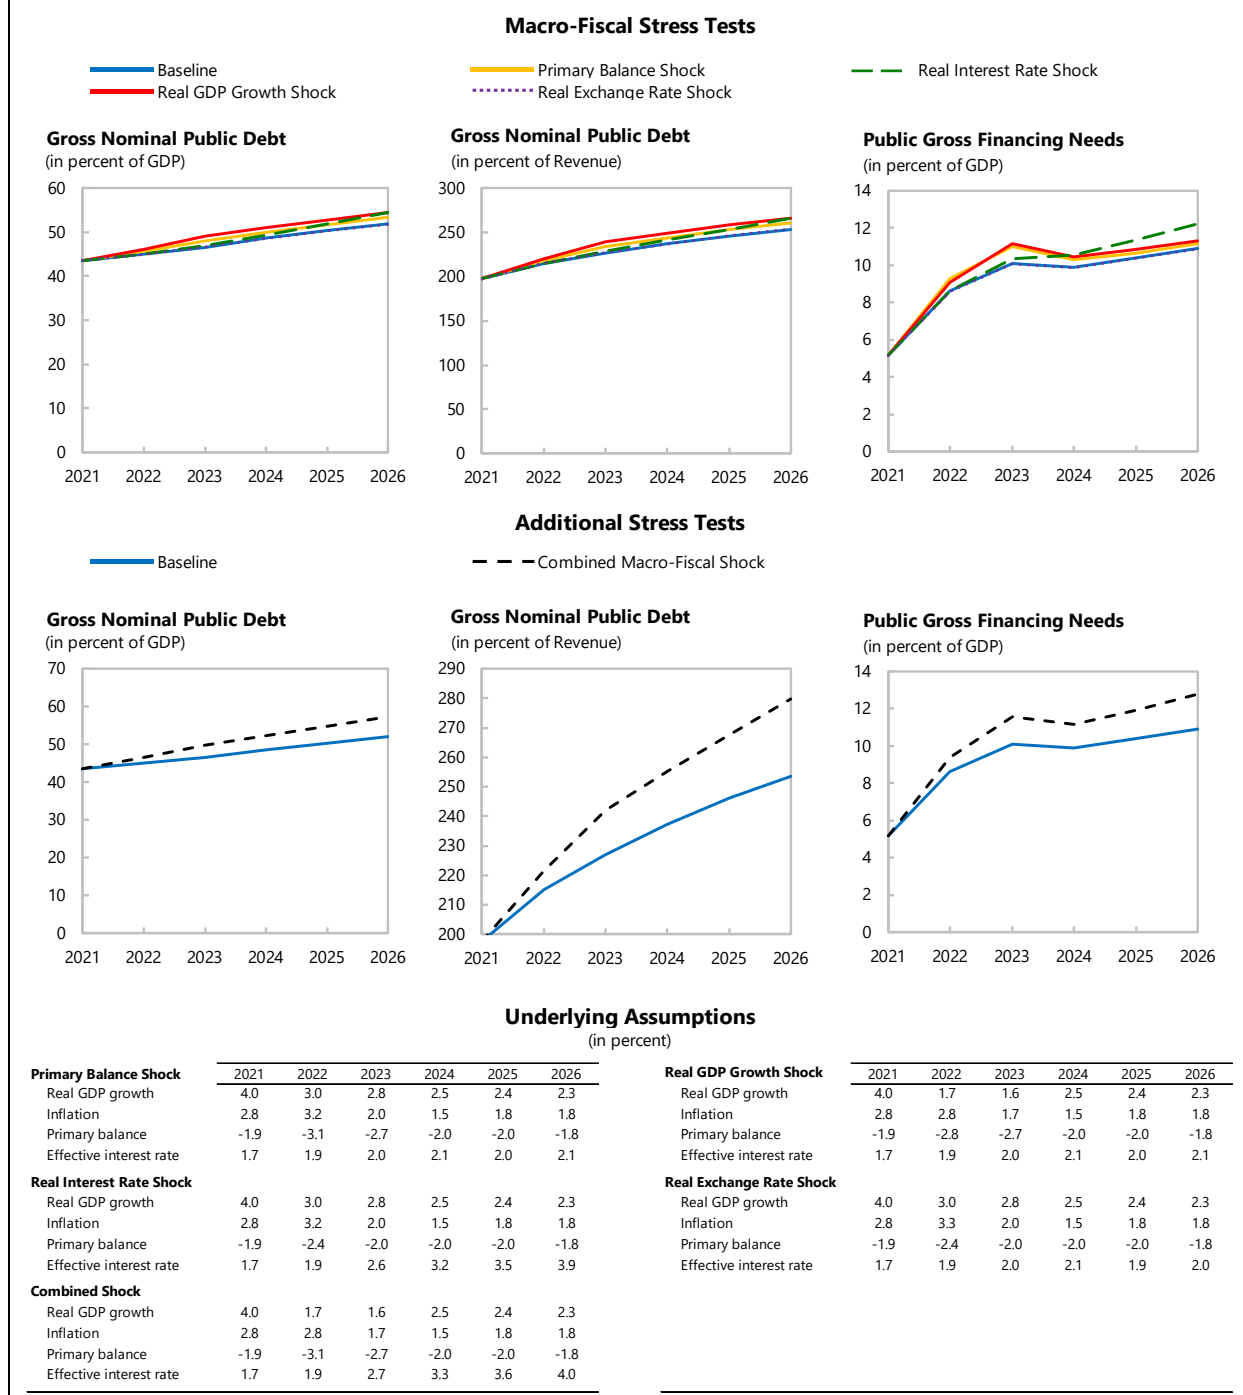 Macro-Fiscal Stress Tests
Baseline
Primary Balance Shock
Real Interest Rate Shock
Real GDP Growth Shock
Real Exchange Rate Shock
Gross Nominal Public Debt
(in percent of GDP)
60
50
40
30
20
10
0
2021 2022 2023 2024 2025 2026
Gross Nominal Public Debt
(in percent of Revenue)
300
250
200
150
100
50
0
2021 2022 2023 2024 2025 2026
Public Gross Financing Needs
(in percent of GDP)
14
12
10
8
6
4
2
0
2021 2022 2023 2024 2025 2026
Additional Stress Tests
Baseline
Combined Macro-Fiscal Shock
Gross Nominal Public Debt
(in percent of GDP)
70
60
50
40
30
20
10
0
2021 2022 2023 2024 2025 2026
Gross Nominal Public Debt
(in percent of Revenue)
290
280
270
260
250
240
230
220
210
200
2021 2022 2023 2024 2025 2026
Public Gross Financing Needs
(in percent of GDP)
14
12
10
8
6
4
2
0
2021 2022 2023 2024 2025 2026
Underlying Assumptions
(in percent)
Primary Balance Shock 2021 2022 2023 2024 2025 2026
Real GDP growth 4.0 3.0 2.8 2.5 2.4 2.3
Inflation 2.8 3.2 2.0 1.5 1.8 1.8
Primary balance -1.9 -3.1 -2.7 -2.0 -2.0 -1.8
Effective interest rate 1.7 1.9 2.0 2.1 2.0 2.1
Real Interest Rate Shock
Real GDP growth 4.0 3.0 2.8 2.5 2.4 2.3
Inflation 2.8 3.2 2.0 1.5 1.8 1.8
Primary balance -1.9 -2.4 -2.0 -2.0 -2.0 -1.8
Effective interest rate 1.7 1.9 2.6 3.2 3.5 3.9
Combined Shock
Real GDP growth 4.0 1.7 1.6 2.5 2.4 2.3
Inflation 2.8 2.8 1.7 1.5 1.8 1.8
Primary balance -1.9 -3.1 -2.7 -2.0 -2.0 -1.8
Effective interest rate 1.7 1.9 2.7 3.3 3.6 4.0
Real GDP Growth Shock 2021 2022 2023 2024 2025 2026
Real GDP growth 4.0 1.7 1.6 2.5 2.4 2.3
Inflation 2.8 2.8 1.7 1.5 1.8 1.8
Primary balance -1.9 -2.8 -2.7 -2.0 -2.0 -1.8
Effective interest rate 1.7 1.9 2.0 2.1 2.0 2.1
Real Exchange Rate Shock
Real GDP growth 4.0 3.0 2.8 2.5 2.4 2.3
Inflation 2.8 3.3 2.0 1.5 1.8 1.8
Primary balance -1.9 -2.4 -2.0 -2.0 -2.0 -1.8
Effective interest rate 1.7 1.9 2.0 2.1 1.9 2.0